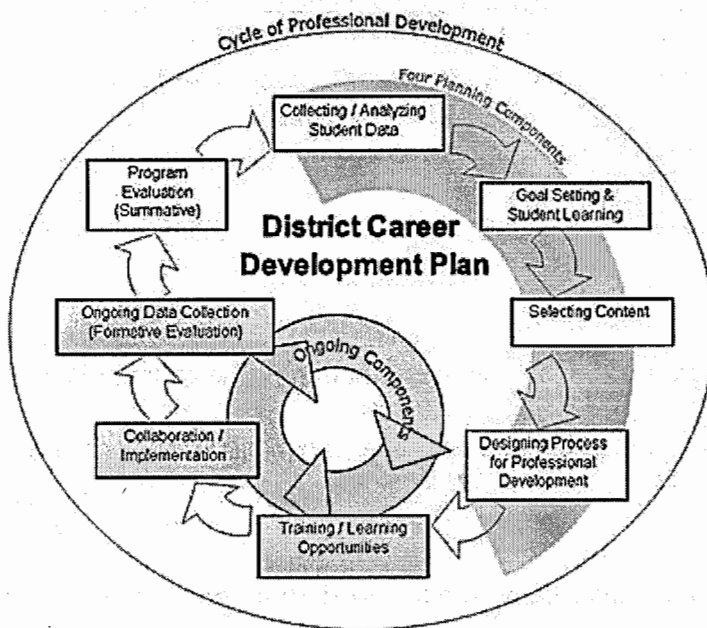 Cycle of Professional Development
Four Planning Components
Collecting / Analyzing
Student Data
Goal Setting &
Student Learning
Selecting Content
Designing Process
for Professional
Development
Training / Learning
Opportunities
Collaboration /
Implementation
Ongoing Data Collection
(Formative Evaluation)
Program
Evaluation
(Summative)
District Career
Development Plan
Ongoing Components